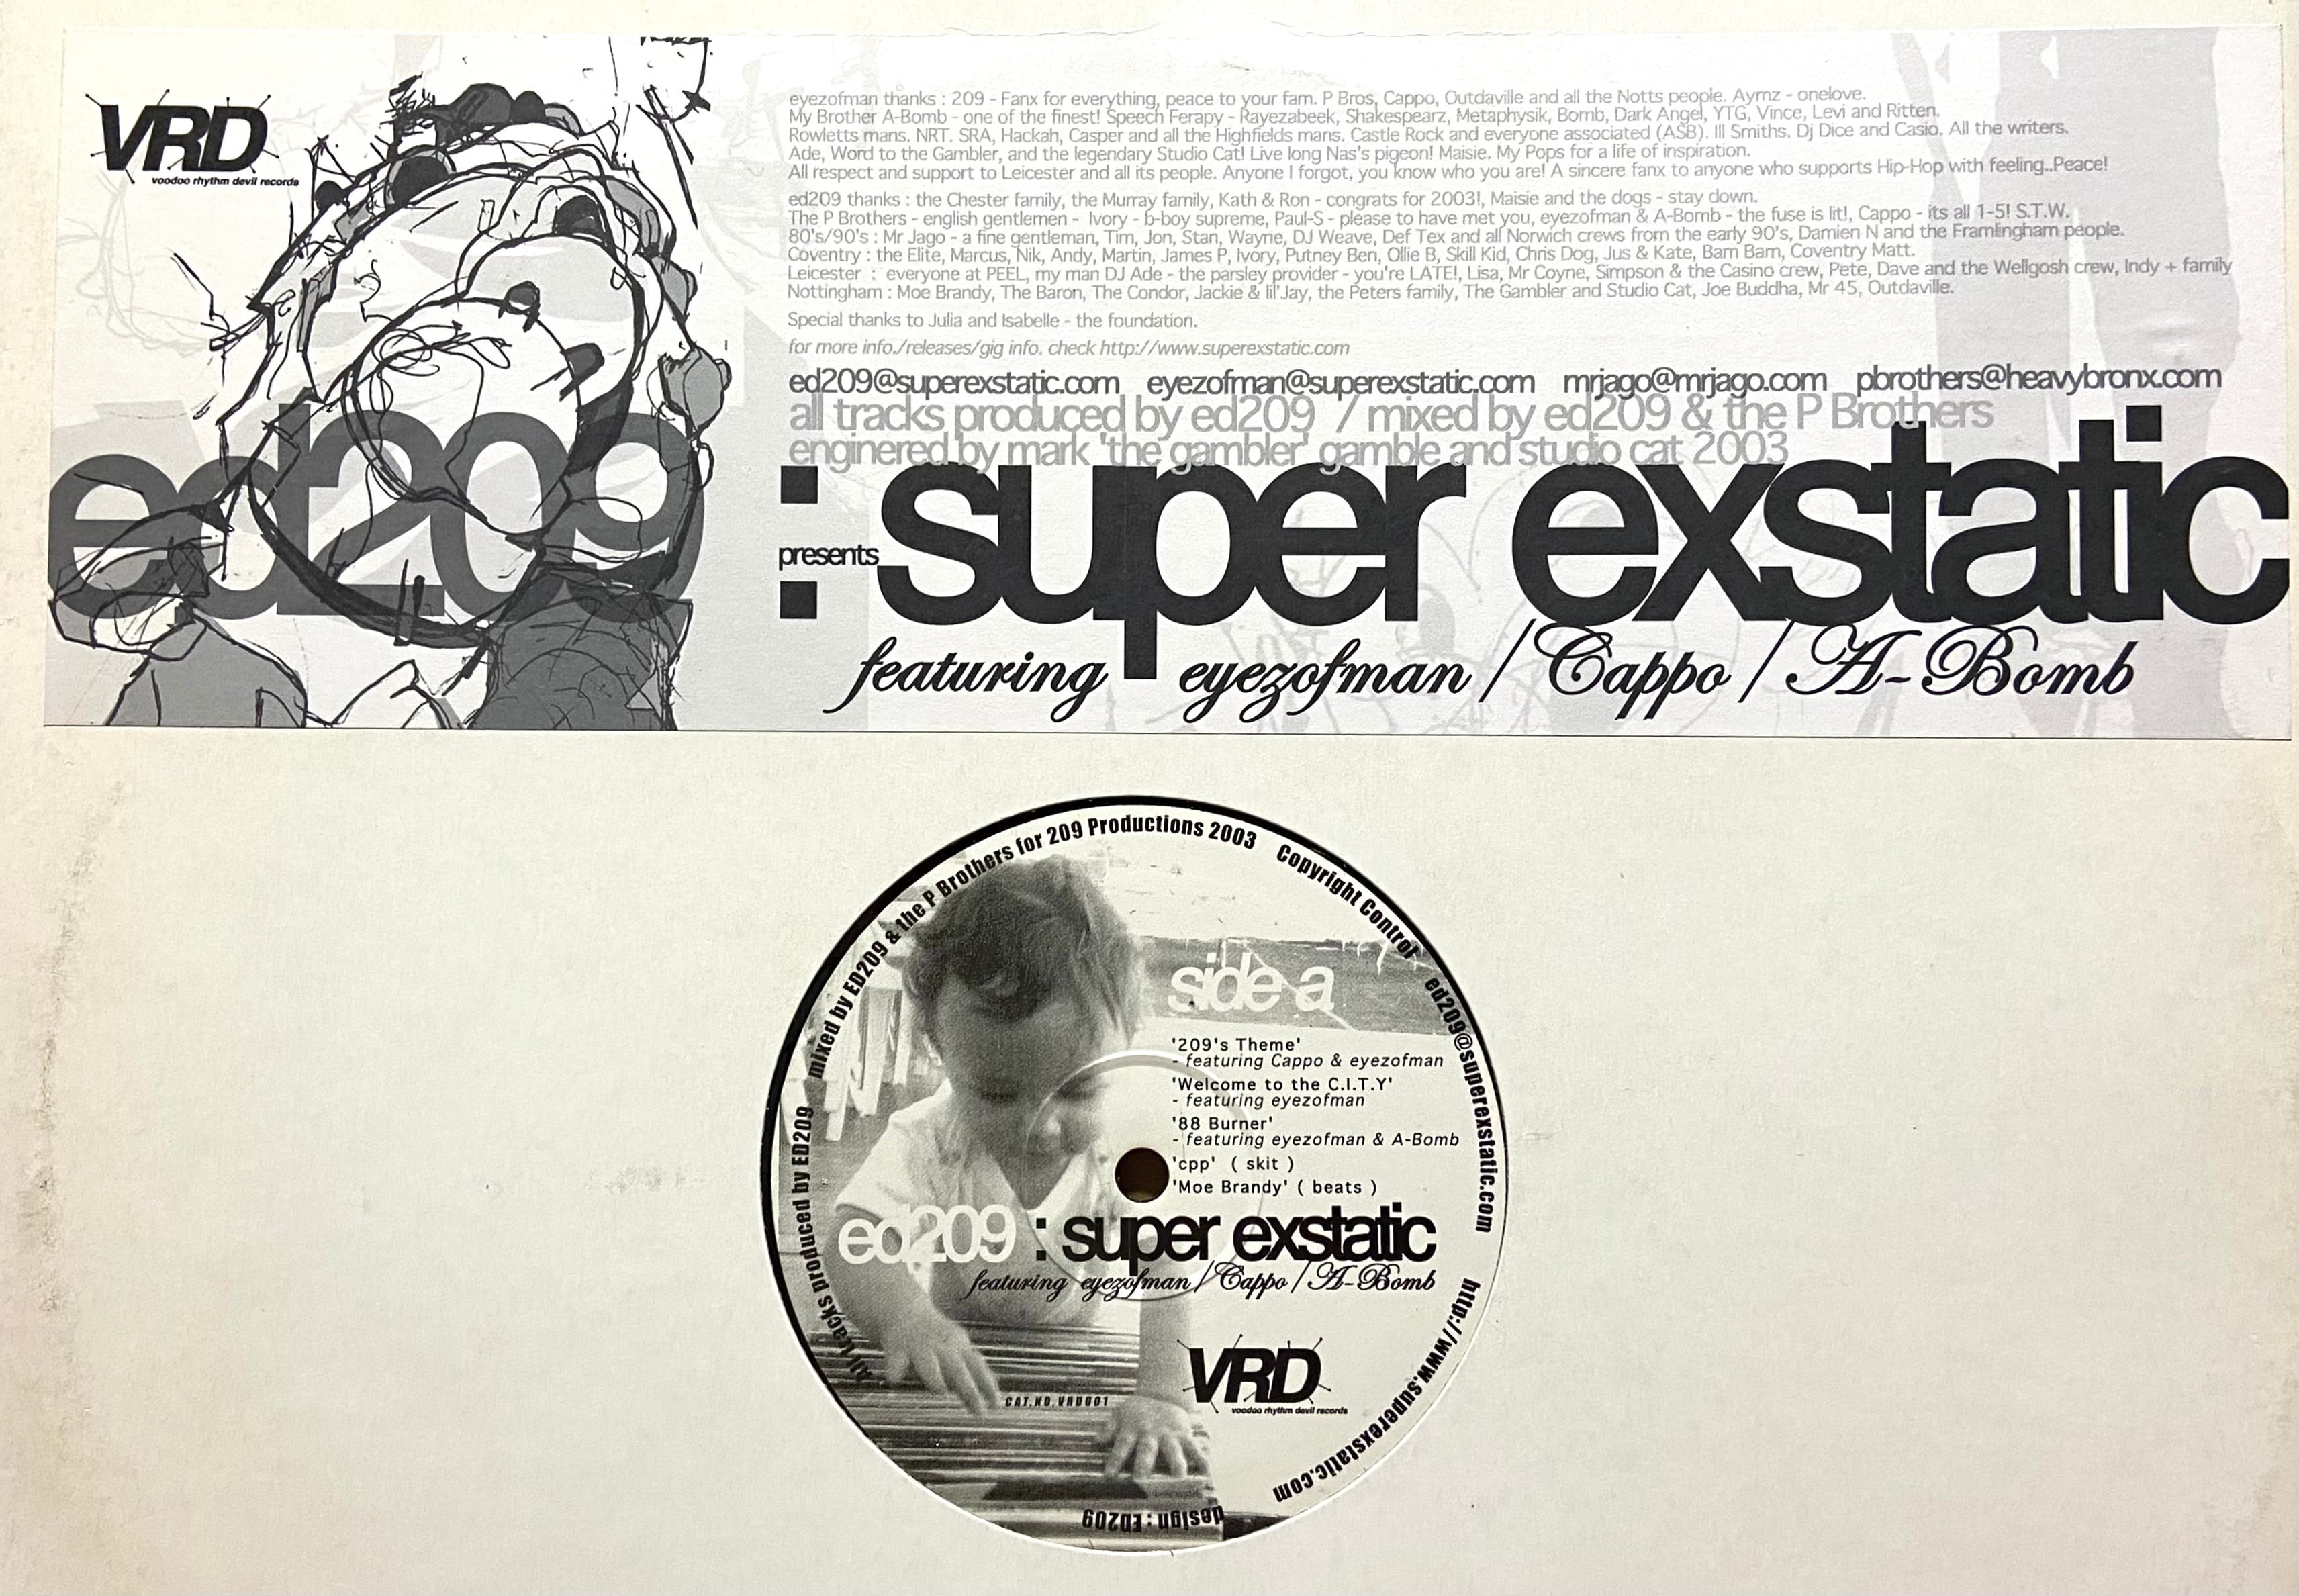 VRD
voodoo rhythm devil records
eyezofman thanks : 209 - Fanx for everything, peace to your fam. P Bros, Cappo, Outdaville and all the Notts people. Aymz - onelove.
My Brother A-Bomb - one of the finest! Speech Ferapy - Rayezabeek, Shakespearz, Metaphysik, Bomb, Dark Angel, YTG, Vince, Levi and Ritten.
Rowletts mans. NRT. SRA, Hackah, Casper and all the Highfields mans. Castle Rock and everyone associated (ASB). Ill Smiths. Dj Dice and Casio. All the writers.
Ade, Word to the Gambler, and the legendary Studio Cat! Live long Nas's pigeon! Maisie. My Pops for a life of inspiration.
All respect and support to Leicester and all its people. Anyone I forgot, you know who you are! A sincere fanx to anyone who supports Hip-Hop with feeling..Peace!
ed209 thanks : the Chester family, the Murray family, Kath & Ron - congrats for 2003!, Maisie and the dogs - stay down.
The P Brothers - english gentlemen - Ivory - b-boy supreme, Paul-S - please to have met you, eyezofman & A-Bomb - the fuse is lit!, Cappo - its all 1-5! S.T.W.
80's/90's : Mr Jago - a fine gentleman, Tim, Jon, Stan, Wayne, DJ Weave, Def Tex and all Norwich crews from the early 90's, Damien N and the Framlingham people.
Coventry : the Elite, Marcus, Nik, Andy, Martin, James P, Ivory, Putney Ben, Ollie B, Skill Kid, Chris Dog, Jus & Kate, Bam Bam, Coventry Matt.
Leicester : everyone at PEEL, my man DJ Ade - the parsley provider - you're LATE!, Lisa, Mr Coyne, Simpson & the Casino crew, Pete, Dave and the Wellgosh crew, Indy + family
Nottingham : Moe Brandy, The Baron, The Condor, Jackie & lil'Jay, the Peters family, The Gambler and Studio Cat, Joe Buddha, Mr 45, Outdaville.
Special thanks to Julia and Isabelle - the foundation.
for more info./releases/gig info. check http://www.superexstatic.com
ed209@superexstatic.com eyezofman@superexstatic.com mrjago@mrjago.com pbrothers@heavybronx.com
all tracks produced by ed209 / mixed by ed209 & the P Brothers
enginered by mark 'the gambler' gamble and studio cat 2003
ed209 : presents : super exstatic
featuring eyezofman / Cappo / A-Bomb
All tracks produced by ED209 mixed by ED209 & the P Brothers for 209 Productions 2003 Copyright Control ed209@superexstatic.com http://www.superexstatic.com
side a
'209's Theme'
- featuring Cappo & eyezofman
'Welcome to the C.I.T.Y'
- featuring eyezofman
'88 Burner'
- featuring eyezofman & A-Bomb
'cpp' ( skit )
'Moe Brandy' ( beats )
ed209 : super exstatic
featuring eyezofman / Cappo / A-Bomb
VRD
voodoo rhythm devil records
CAT.NO.VRD001
design : ED209